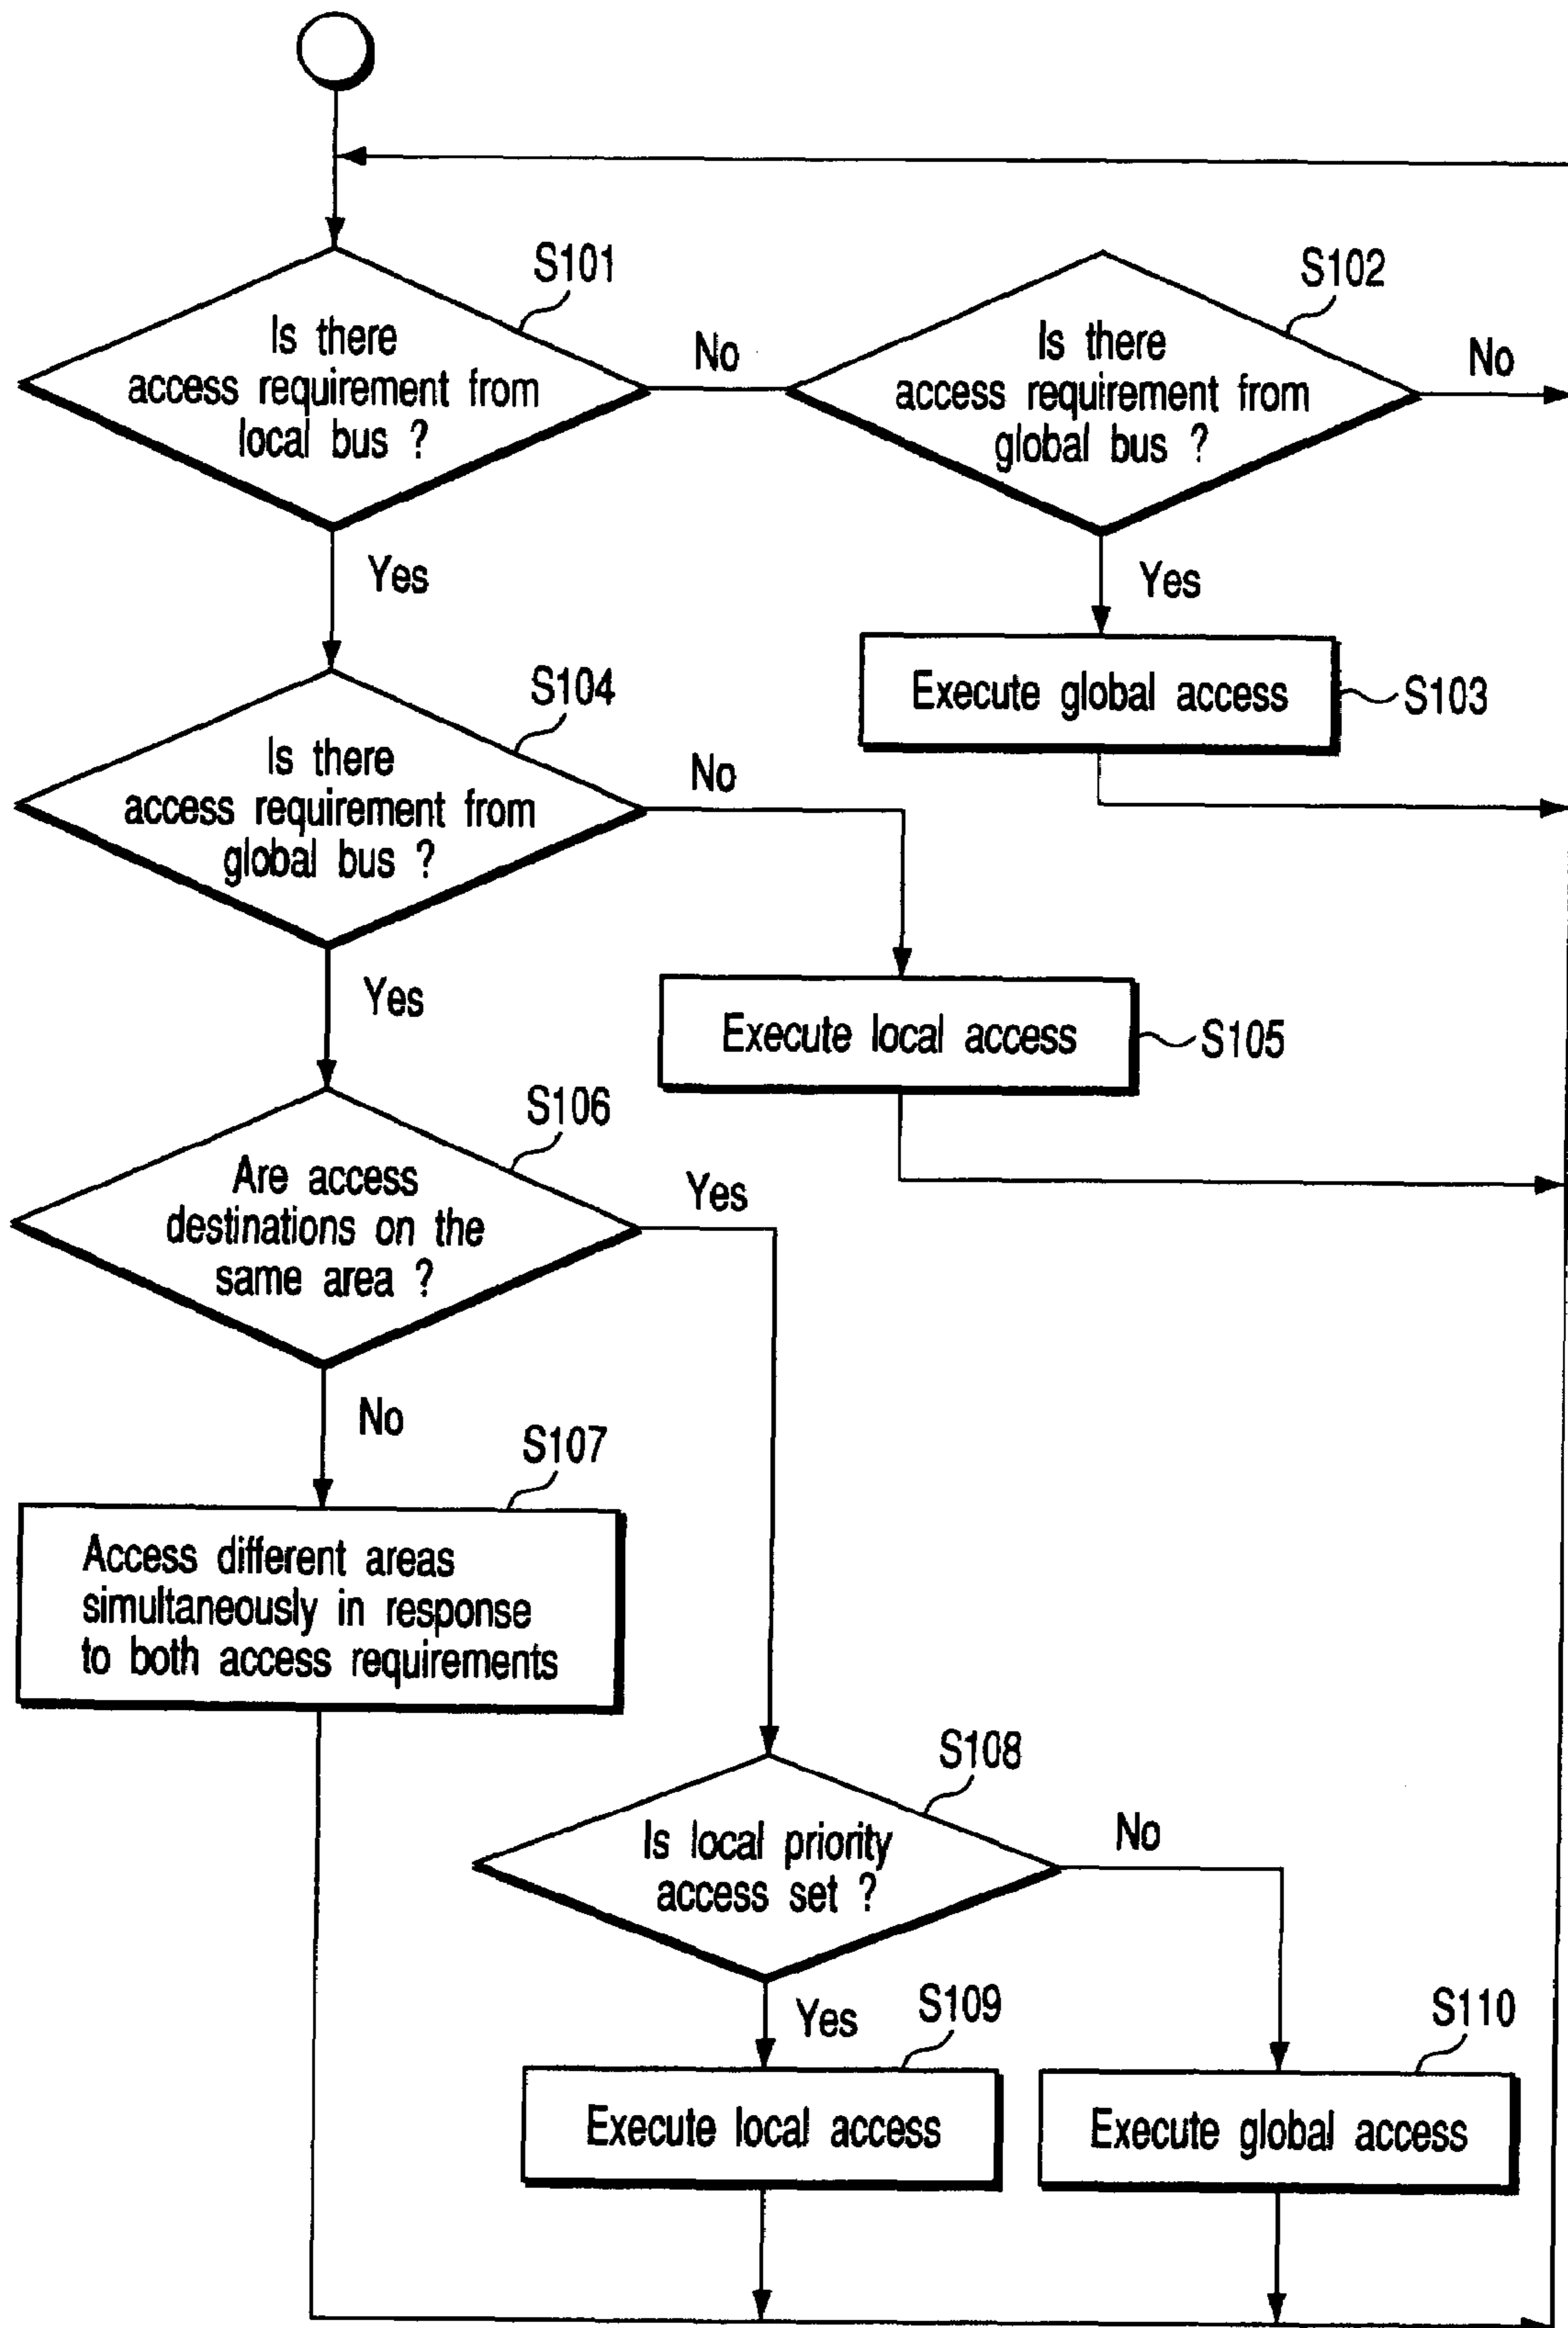 S101
Is there
access requirement from
local bus ?
No
S102
Is there
access requirement from
global bus ?
No
Yes
Yes
Execute global access
S103
S104
Is there
access requirement from
global bus ?
No
Yes
Execute local access
S105
S106
Are access
destinations on the
same area ?
Yes
No
S107
Access different areas
simultaneously in response
to both access requirements
S108
Is local priority
access set ?
No
Yes
S109
Execute local access
S110
Execute global access